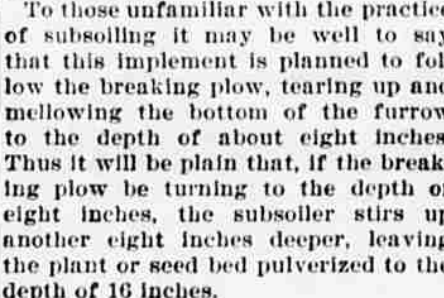 To those unfamiliar with the practice
of subsoiling it may be well to say
that this implement is planned to fol
low the breaking plow, tearing up and
mellowing the bottom of the furrow
to the depth of about eight inches
Thus it will be plain that, if the break
ing plow be turning to the depth o
eight inches, the subsoiler stirs up
another eight inches deeper, leaving
the plant or seed bed pulverized to the
depth of 16 inches.